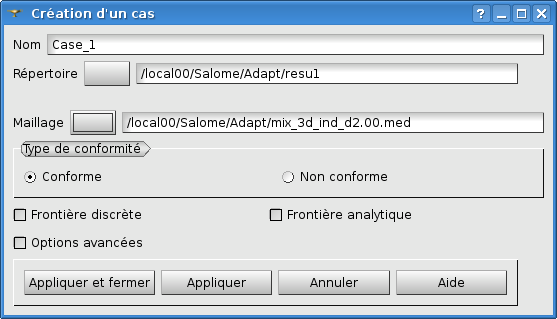 Création d'un cas
Nom Case_1
Répertoire /local00/Salome/Adapt/resu1
Maillage /local00/Salome/Adapt/mix_3d_ind_d2.00.med
Type de conformité
Conforme Non conforme
Frontière discrète Frontière analytique
Options avancées
Appliquer et fermer Appliquer Annuler Aide